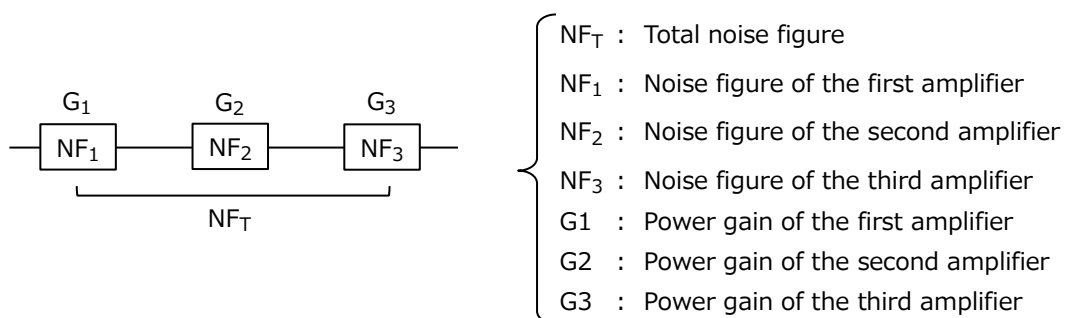 G₁ G₂ G₃
NF₁ NF₂ NF₃
NF_T
NF_T : Total noise figure
NF₁ : Noise figure of the first amplifier
NF₂ : Noise figure of the second amplifier
NF₃ : Noise figure of the third amplifier
G1 : Power gain of the first amplifier
G2 : Power gain of the second amplifier
G3 : Power gain of the third amplifier